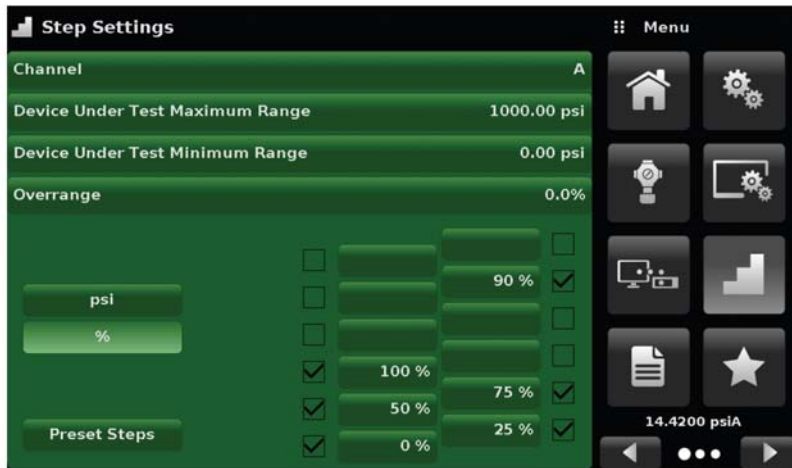 Step Settings
Menu
Channel A
Device Under Test Maximum Range 1000.00 psi
Device Under Test Minimum Range 0.00 psi
Overrange 0.0%
psi
%
Preset Steps
90 %
100 %
75 %
50 %
25 %
0 %
14.4200 psiA